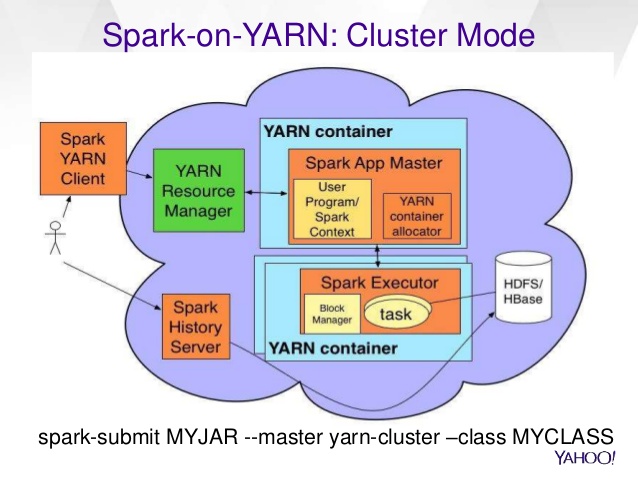 Spark-on-YARN: Cluster Mode
Spark
YARN
Client
YARN
Resource
Manager
YARN container
Spark App Master
User
Program/
Spark
Context
YARN
container
allocator
Spark Executor
Block
Manager
task
YARN container
HDFS/
HBase
Spark
History
Server
spark-submit MYJAR --master yarn-cluster –class MYCLASS
YAHOO!